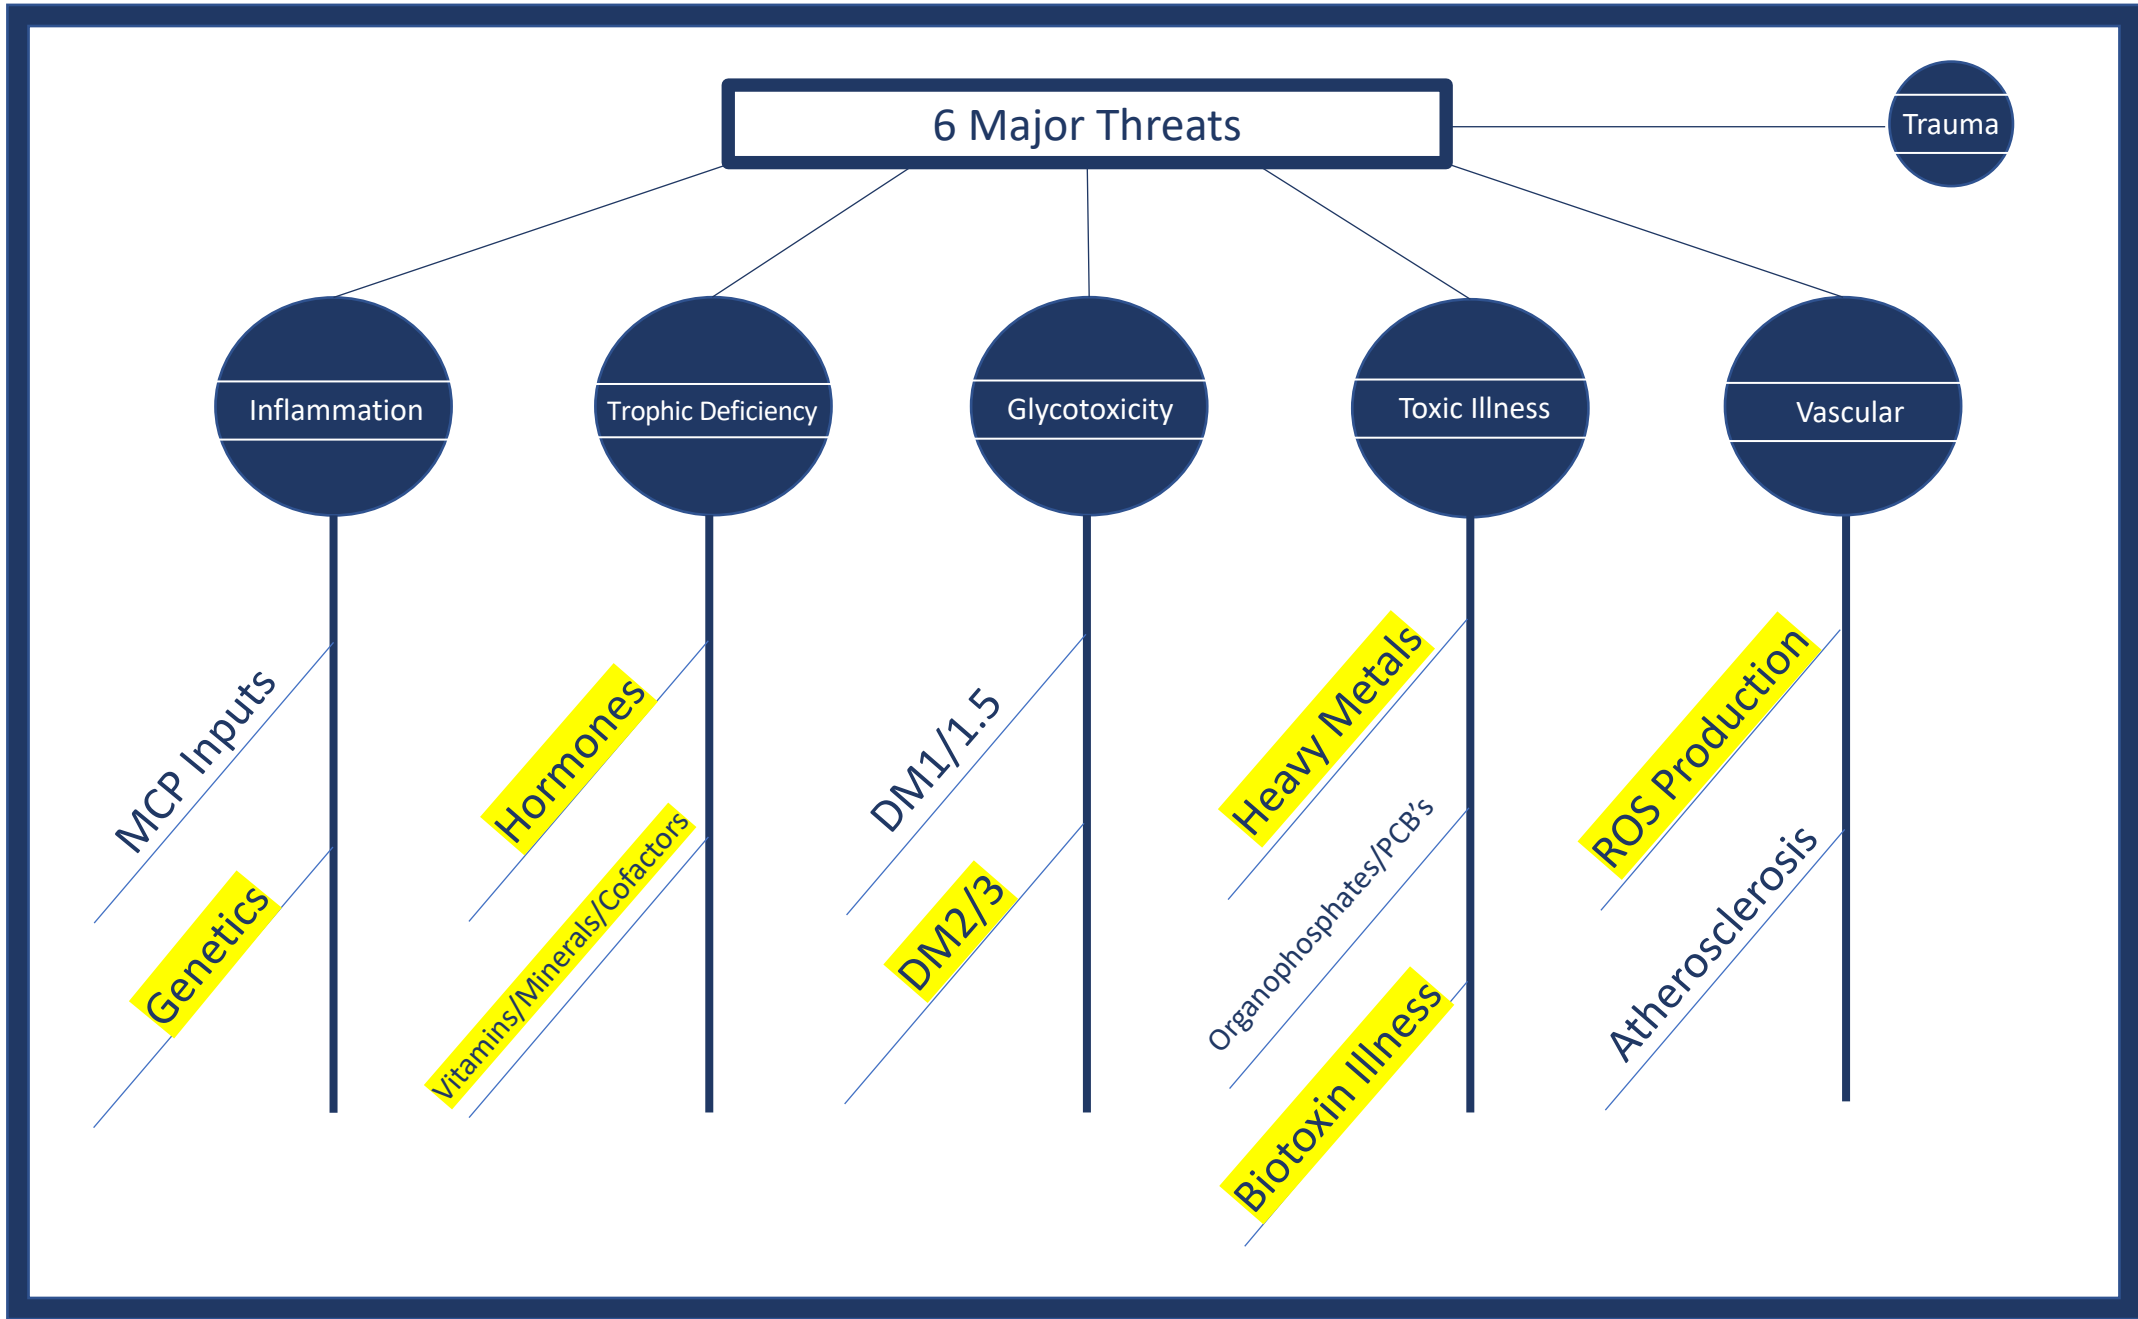 6 Major Threats
Trauma
Inflammation
Trophic Deficiency
Glycotoxicity
Toxic Illness
Vascular
MCP Inputs
Genetics
Hormones
Vitamins/Minerals/Cofactors
DM1/1.5
DM2/3
Heavy Metals
Organophosphates/PCB’s
Biotoxin Illness
ROS Production
Atherosclerosis